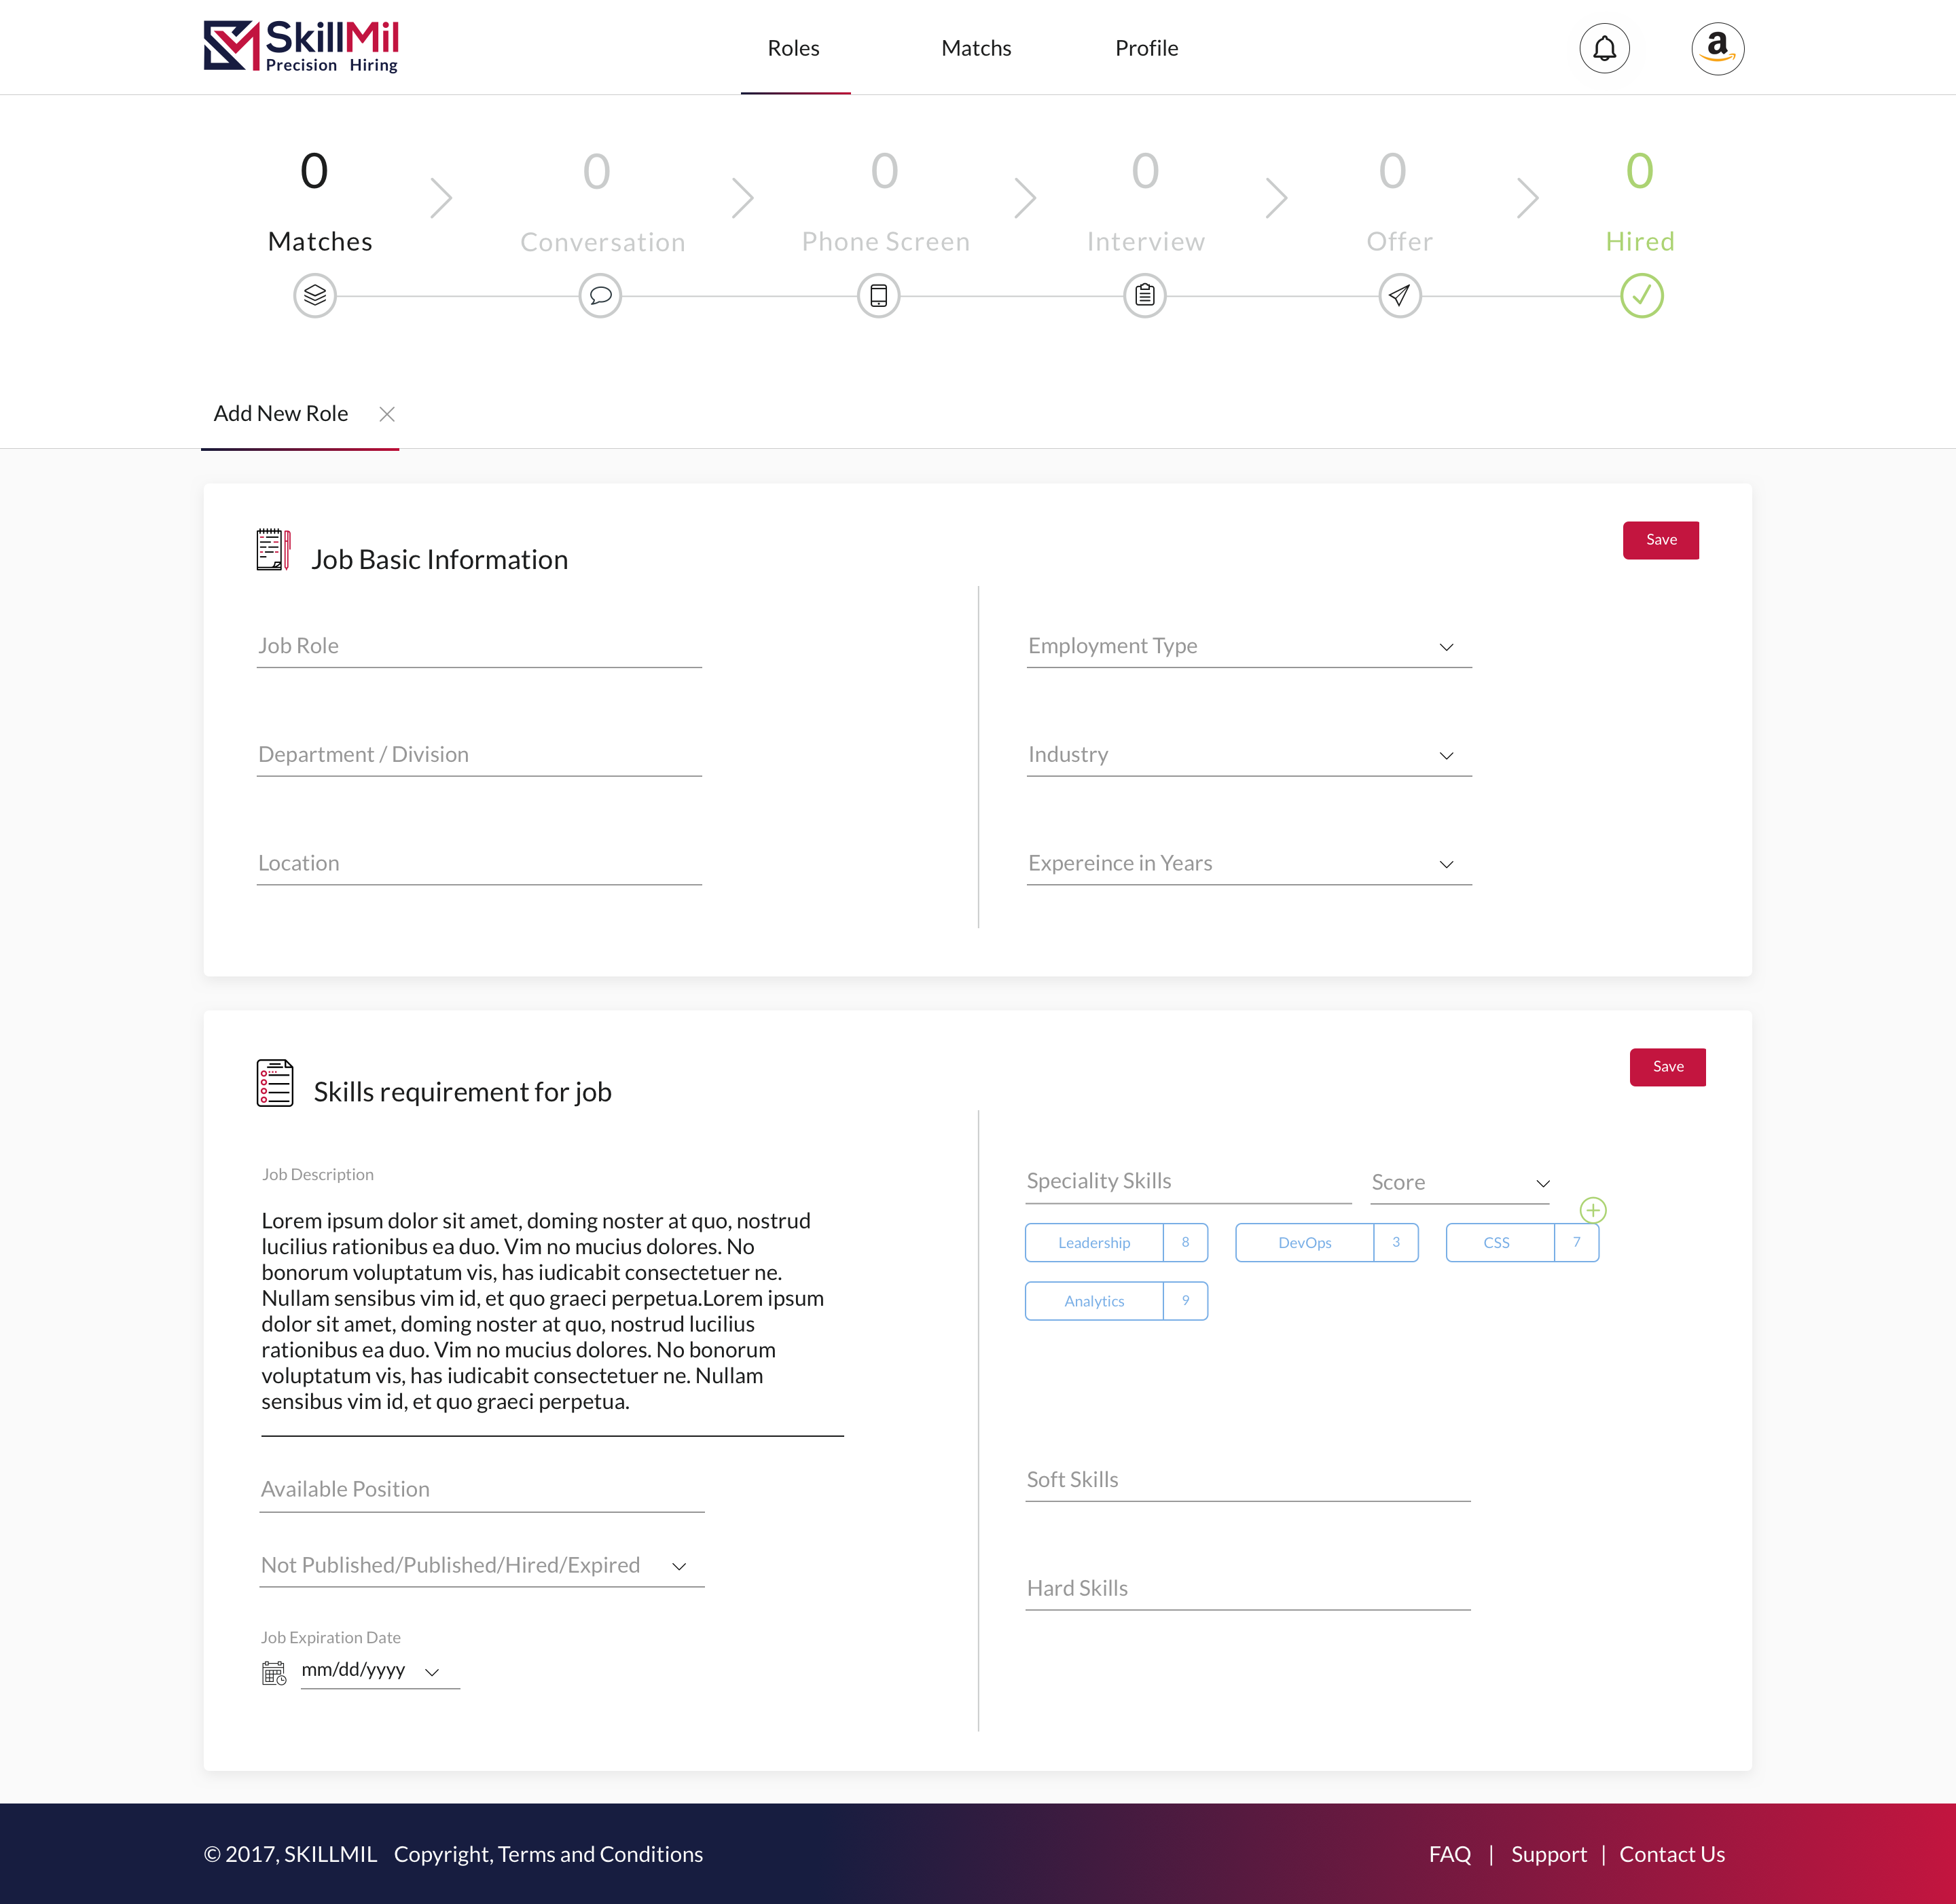 SkillMil
Precision Hiring
Roles
Matchs
Profile
a
0
0
0
0
0
0
Matches
Conversation
Phone Screen
Interview
Offer
Hired
Add New Role
Job Basic Information
Save
Job Role
Employment Type
Department / Division
Industry
Location
Expereince in Years
Skills requirement for job
Save
Job Description
Lorem ipsum dolor sit amet, doming noster at quo, nostrud
lucilius rationibus ea duo. Vim no mucius dolores. No
bonorum voluptatum vis, has iudicabit consectetuer ne.
Nullam sensibus vim id, et quo graeci perpetua.Lorem ipsum
dolor sit amet, doming noster at quo, nostrud lucilius
rationibus ea duo. Vim no mucius dolores. No bonorum
voluptatum vis, has iudicabit consectetuer ne. Nullam
sensibus vim id, et quo graeci perpetua.
Available Position
Not Published/Published/Hired/Expired
Job Expiration Date
mm/dd/yyyy
Speciality Skills
Score
Leadership 8
DevOps 3
CSS 7
Analytics 9
Soft Skills
Hard Skills
© 2017, SKILLMIL Copyright, Terms and Conditions
FAQ | Support | Contact Us